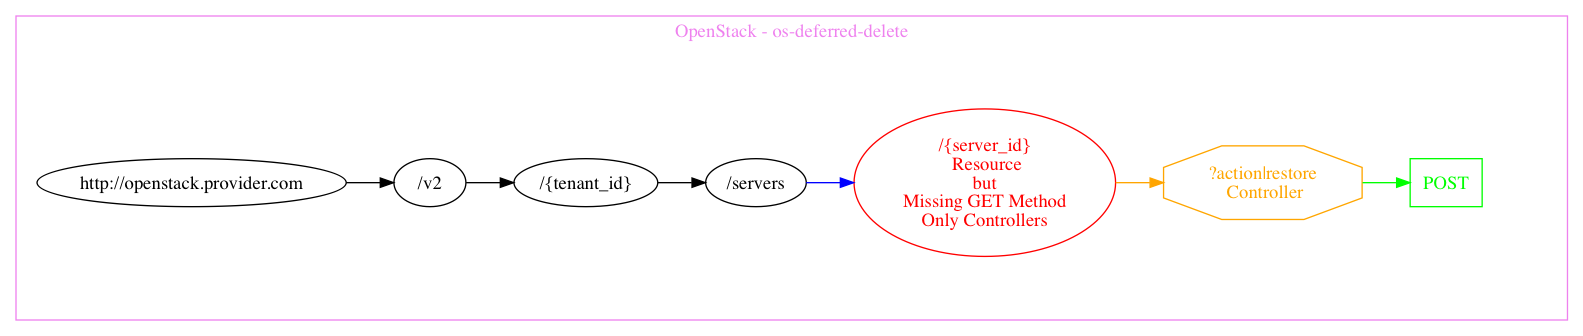 OpenStack - os-deferred-delete
http://openstack.provider.com
/v2
/{tenant_id}
/servers
/{server_id}
Resource
but
Missing GET Method
Only Controllers
?action|restore
Controller
POST